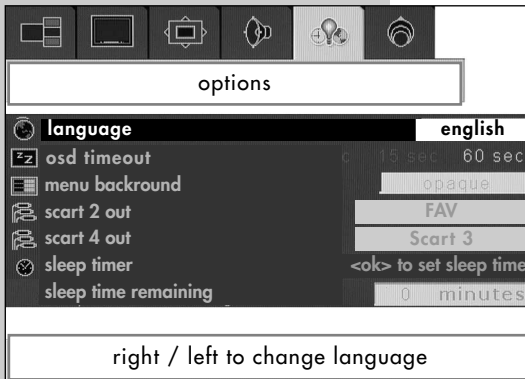 options
language english
zz osd timeout c 15 sec 60 sec
menu backround opaque
scart 2 out FAV
scart 4 out Scart 3
sleep timer <ok> to set sleep time
sleep time remaining 0 minutes
right / left to change language